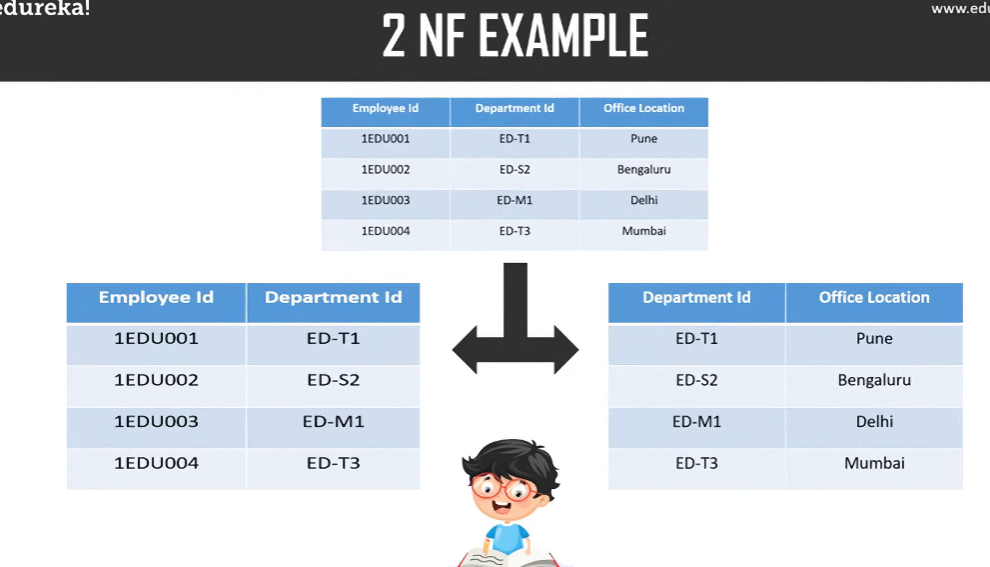 edureka!
www.edu
2 NF EXAMPLE
Employee Id Department Id Office Location
1EDU001 ED-T1 Pune
1EDU002 ED-S2 Bengaluru
1EDU003 ED-M1 Delhi
1EDU004 ED-T3 Mumbai
Employee Id Department Id
1EDU001 ED-T1
1EDU002 ED-S2
1EDU003 ED-M1
1EDU004 ED-T3
Department Id Office Location
ED-T1 Pune
ED-S2 Bengaluru
ED-M1 Delhi
ED-T3 Mumbai